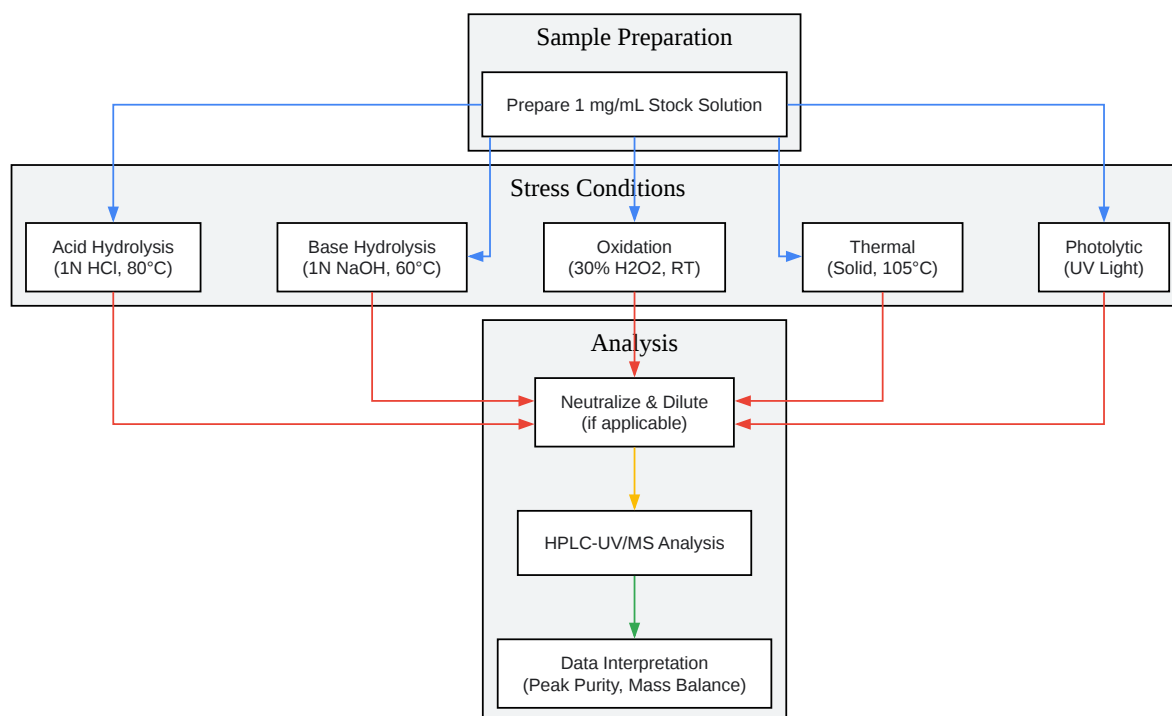 Sample Preparation
Prepare 1 mg/mL Stock Solution
Stress Conditions
Acid Hydrolysis
(1N HCl, 80°C)
Base Hydrolysis
(1N NaOH, 60°C)
Oxidation
(30% H2O2, RT)
Thermal
(Solid, 105°C)
Photolytic
(UV Light)
Analysis
Neutralize & Dilute
(if applicable)
HPLC-UV/MS Analysis
Data Interpretation
(Peak Purity, Mass Balance)